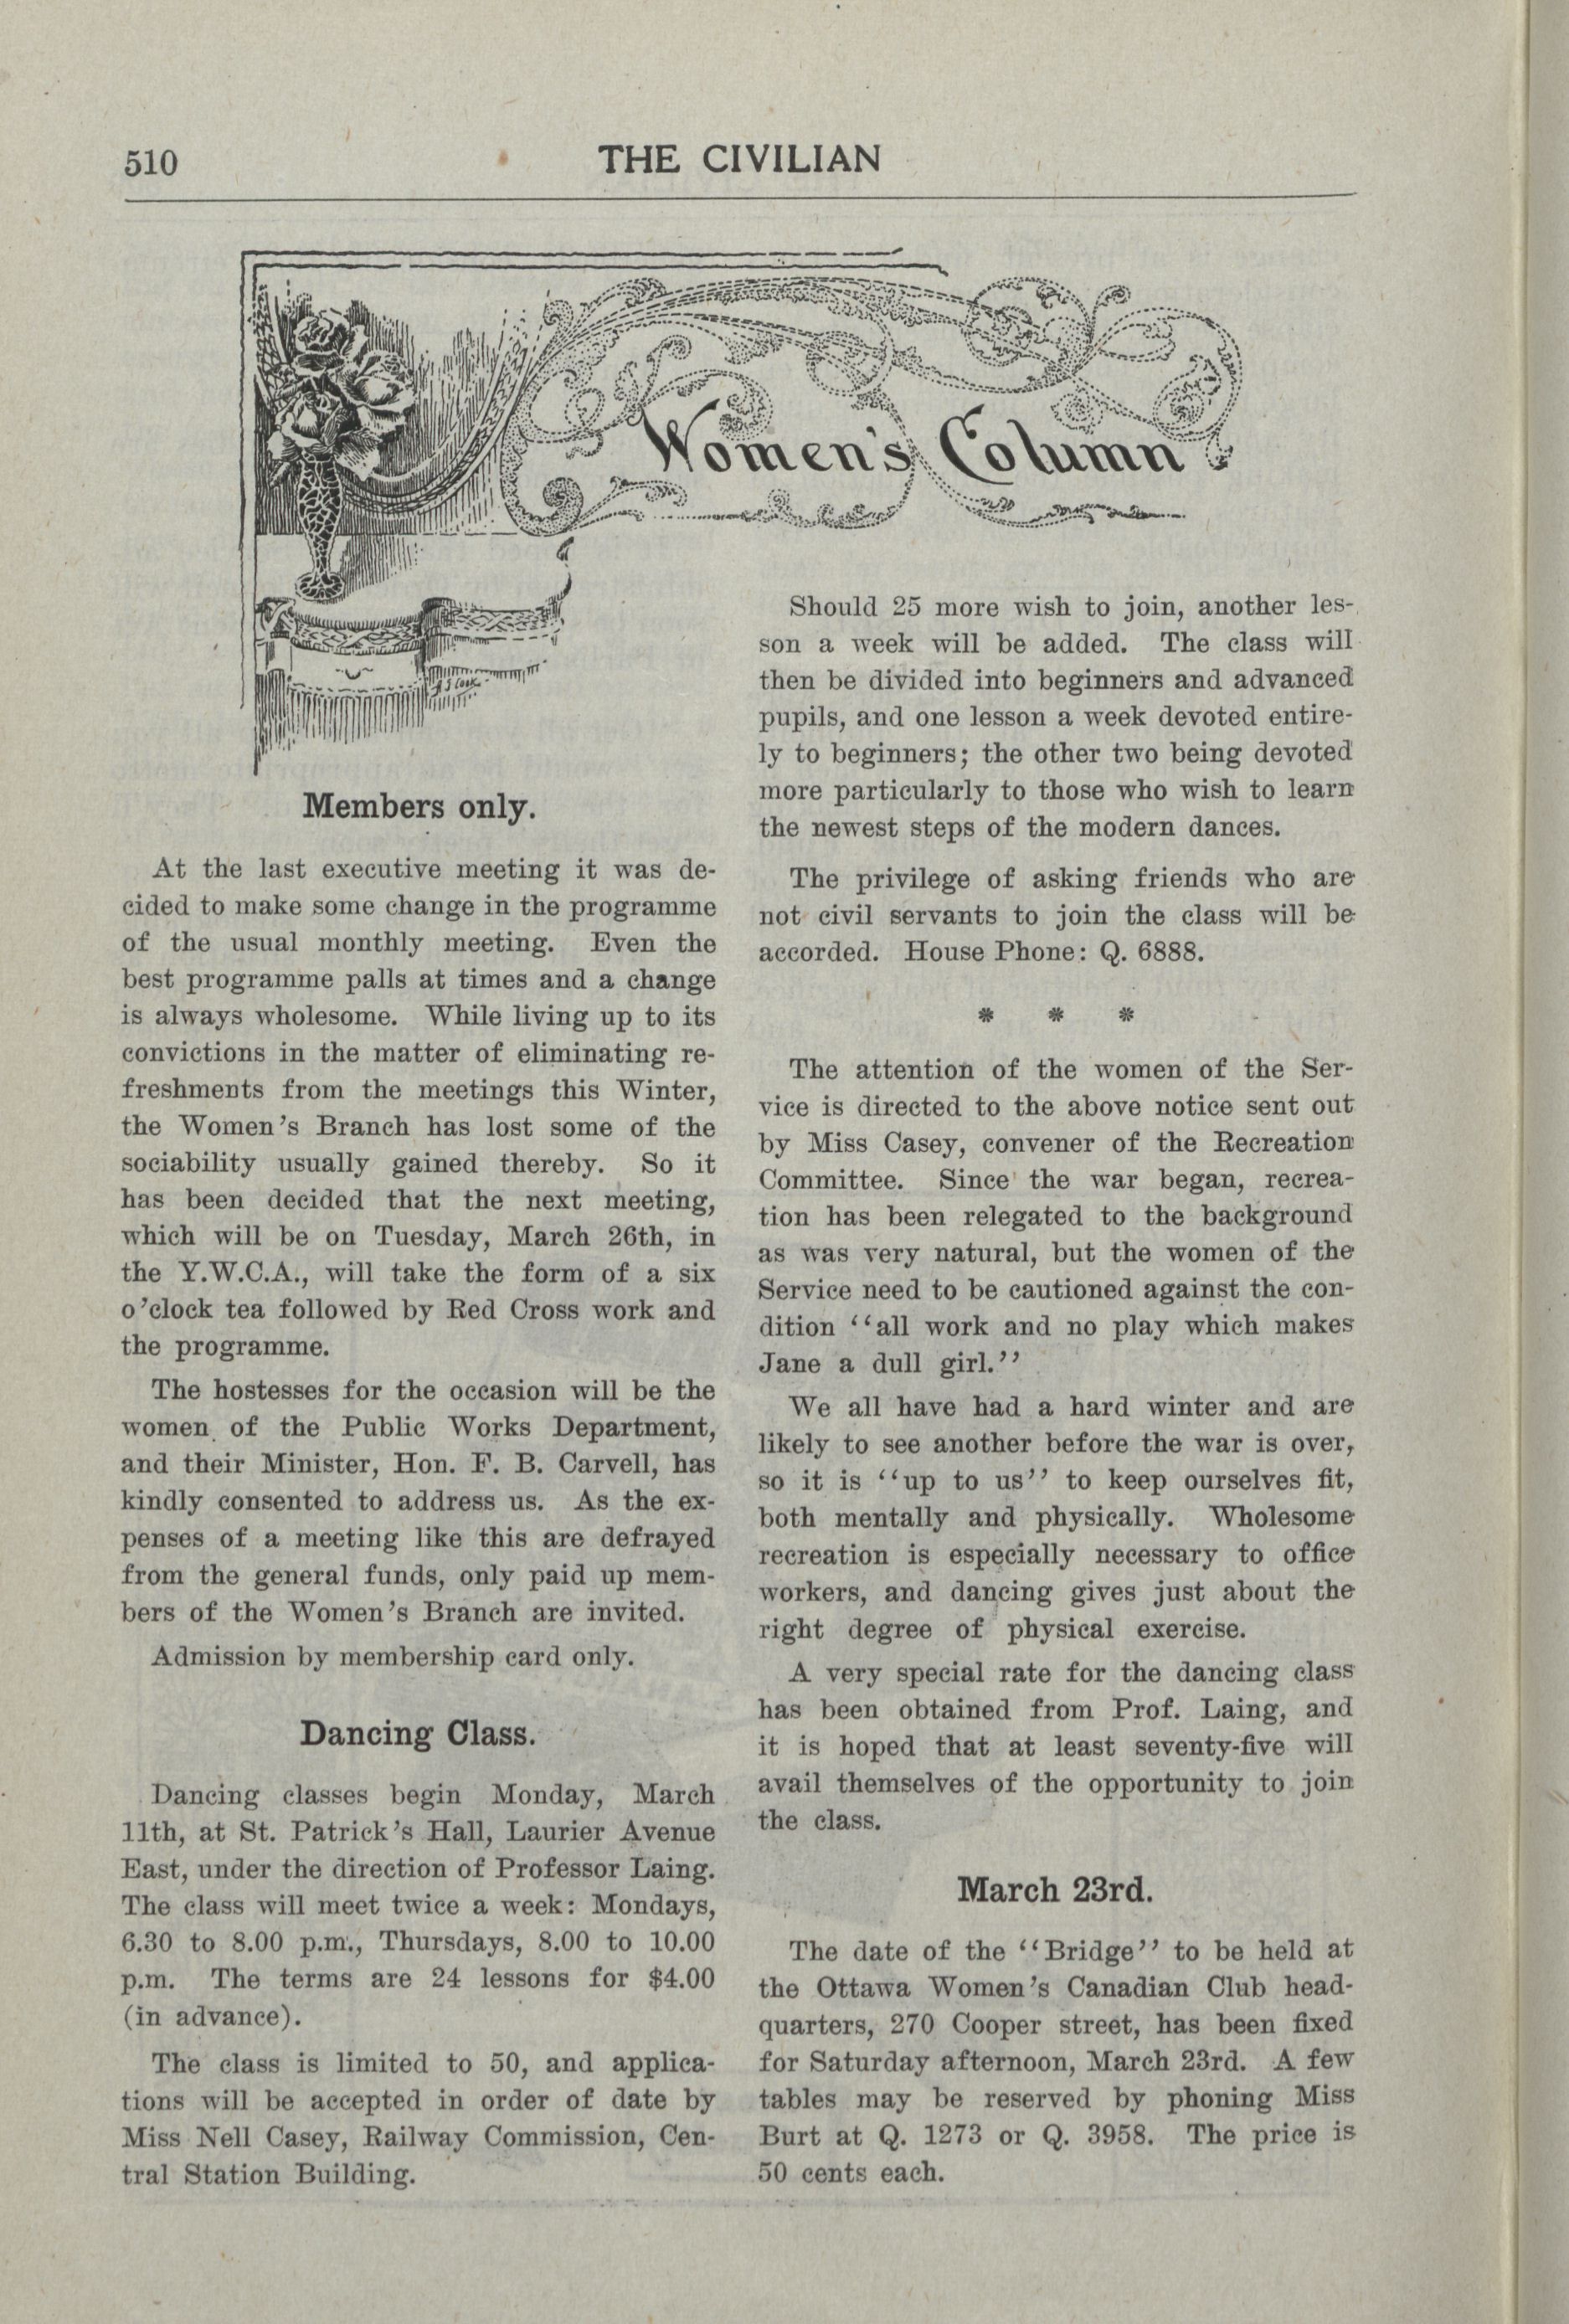 510
THE CIVILIAN
Women's Column
A S Cook
Members only.
At the last executive meeting it was de-
cided to make some change in the programme
of the usual monthly meeting. Even the
best programme palls at times and a change
is always wholesome. While living up to its
convictions in the matter of eliminating re-
freshments from the meetings this Winter,
the Women's Branch has lost some of the
sociability usually gained thereby. So it
has been decided that the next meeting,
which will be on Tuesday, March 26th, in
the Y.W.C.A., will take the form of a six
o'clock tea followed by Red Cross work and
the programme.
The hostesses for the occasion will be the
women of the Public Works Department,
and their Minister, Hon. F. B. Carvell, has
kindly consented to address us. As the ex-
penses of a meeting like this are defrayed
from the general funds, only paid up mem-
bers of the Women's Branch are invited.
Admission by membership card only.
Dancing Class.
Dancing classes begin Monday, March
11th, at St. Patrick's Hall, Laurier Avenue
East, under the direction of Professor Laing.
The class will meet twice a week: Mondays,
6.30 to 8.00 p.m., Thursdays, 8.00 to 10.00
p.m. The terms are 24 lessons for $4.00
(in advance).
The class is limited to 50, and applica-
tions will be accepted in order of date by
Miss Nell Casey, Railway Commission, Cen-
tral Station Building.
Should 25 more wish to join, another les-
son a week will be added. The class will
then be divided into beginners and advanced
pupils, and one lesson a week devoted entire-
ly to beginners; the other two being devoted
more particularly to those who wish to learn
the newest steps of the modern dances.
The privilege of asking friends who are
not civil servants to join the class will be
accorded. House Phone: Q. 6888.
* * *
The attention of the women of the Ser-
vice is directed to the above notice sent out
by Miss Casey, convener of the Recreation
Committee. Since the war began, recrea-
tion has been relegated to the background
as was very natural, but the women of the
Service need to be cautioned against the con-
dition ''all work and no play which makes
Jane a dull girl.''
We all have had a hard winter and are
likely to see another before the war is over,
so it is ''up to us'' to keep ourselves fit,
both mentally and physically. Wholesome
recreation is especially necessary to office
workers, and dancing gives just about the
right degree of physical exercise.
A very special rate for the dancing class
has been obtained from Prof. Laing, and
it is hoped that at least seventy-five will
avail themselves of the opportunity to join
the class.
March 23rd.
The date of the ''Bridge'' to be held at
the Ottawa Women's Canadian Club head-
quarters, 270 Cooper street, has been fixed
for Saturday afternoon, March 23rd. A few
tables may be reserved by phoning Miss
Burt at Q. 1273 or Q. 3958. The price is
50 cents each.